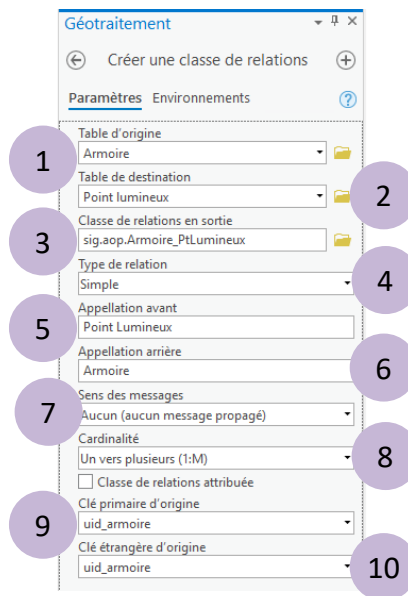 Géotraitement
Créer une classe de relations
Paramètres Environnements
?
Table d'origine
1
Armoire
Table de destination
Point lumineux
2
Classe de relations en sortie
3
sig.aop.Armoire_PtLumineux
Type de relation
Simple
4
Appellation avant
5
Point Lumineux
Appellation arrière
Armoire
6
Sens des messages
7
Aucun (aucun message propagé)
Cardinalité
Un vers plusieurs (1:M)
8
Classe de relations attribuée
Clé primaire d'origine
9
uid_armoire
Clé étrangère d'origine
uid_armoire
10